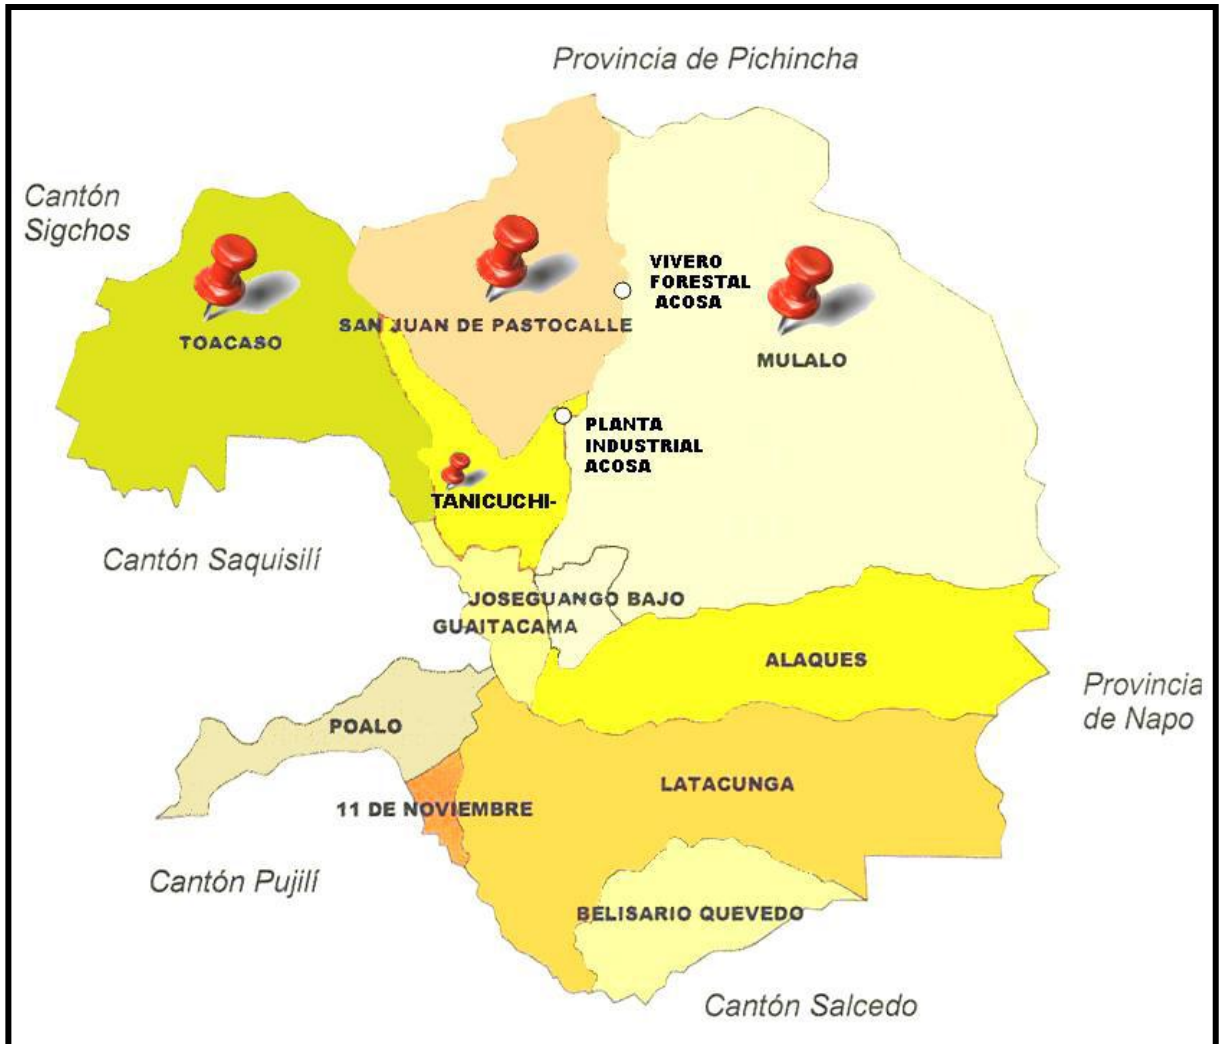 Provincia de Pichincha
Cantón
Sigchos
VIVERO
FORESTAL
ACOSA
SAN JUAN DE PASTOCALLE
TOACASO
MULALO
PLANTA
INDUSTRIAL
ACOSA
TANICUCHI-
Cantón Saquisilí
JOSEGUANGO BAJO
GUAITACAMA
ALAQUES
Provincia
de Napo
POALO
LATACUNGA
11 DE NOVIEMBRE
Cantón Pujilí
BELISARIO QUEVEDO
Cantón Salcedo